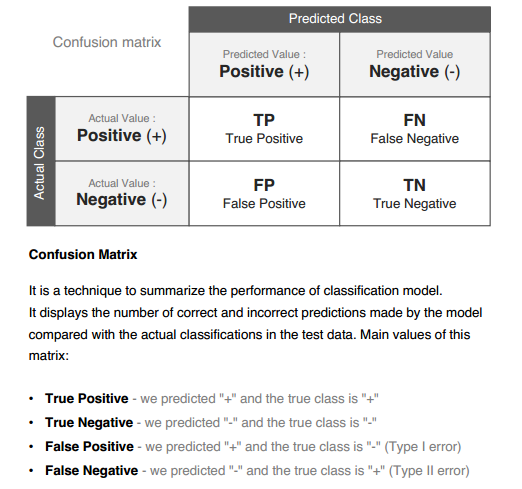 Predicted Class
Confusion matrix
Predicted Value :
Positive (+)
Predicted Value
Negative (-)
Actual Class
Actual Value :
Positive (+)
TP
True Positive
FN
False Negative
Actual Value :
Negative (-)
FP
False Positive
TN
True Negative
Confusion Matrix
It is a technique to summarize the performance of classification model.
It displays the number of correct and incorrect predictions made by the model
compared with the actual classifications in the test data. Main values of this
matrix:
• True Positive - we predicted "+" and the true class is "+"
• True Negative - we predicted "-" and the true class is "-"
• False Positive - we predicted "+" and the true class is "-" (Type I error)
• False Negative - we predicted "-" and the true class is "+" (Type II error)